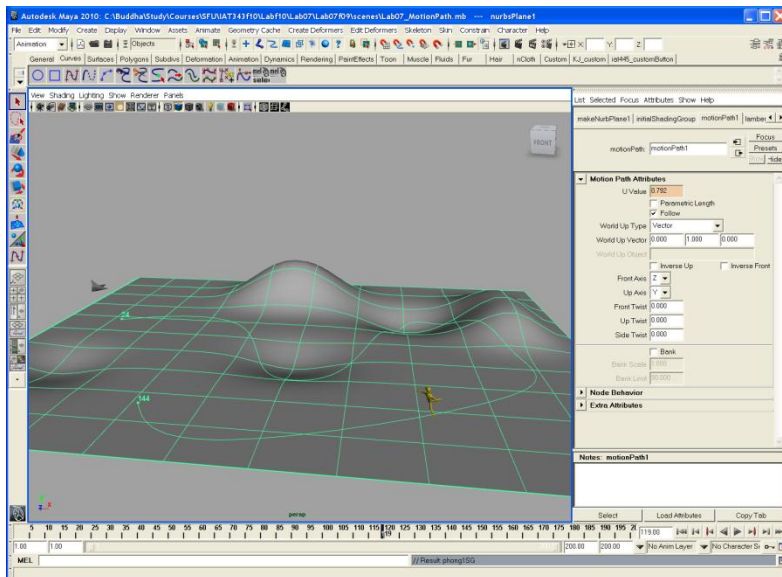 Autodesk Maya 2010: C:\Buddha\Study\Courses\SFU\IAT343f10\Labf10\Lab07\Lab07f09\scenes\Lab07_MotionPath.mb --- nurbsPlane1
File Edit Modify Create Display Window Assets Animate Geometry Cache Create Deformers Edit Deformers Skeleton Skin Constrain Character Help
Animation Objects X: Y: Z:
General Curves Surfaces Polygons Subdivs Deformation Animation Dynamics Rendering PaintEffects Toon Muscle Fluids Fur Hair nCloth Custom KJ_custom iat445_customButton
View Shading Lighting Show Renderer Panels
List Selected Focus Attributes Show Help
makeNurbPlane1 initialShadingGroup motionPath1 lamber
Focus
motionPath: motionPath1 Presets
Motion Path Attributes
U Value 0.792
Parametric Length
Follow
World Up Type Vector
World Up Vector 0.000 1.000 0.000
World Up Object
Inverse Up Inverse Front
Front Axis Z
Up Axis Y
Front Twist 0.000
Up Twist 0.000
Side Twist 0.000
Bank
Bank Scale
Bank Limit
Node Behavior
Extra Attributes
FRONT
24
144
Notes: motionPath1
persp
Select Load Attributes Copy Tab
5 10 15 20 25 30 35 40 45 50 55 60 65 70 75 80 85 90 95 100 105 110 115 120 125 130 135 140 145 150 155 160 165 170 175 180 185 190 195 119.00
1.00 1.00 200.00 200.00 No Anim Layer No Character S
MEL // Result: phong1SG